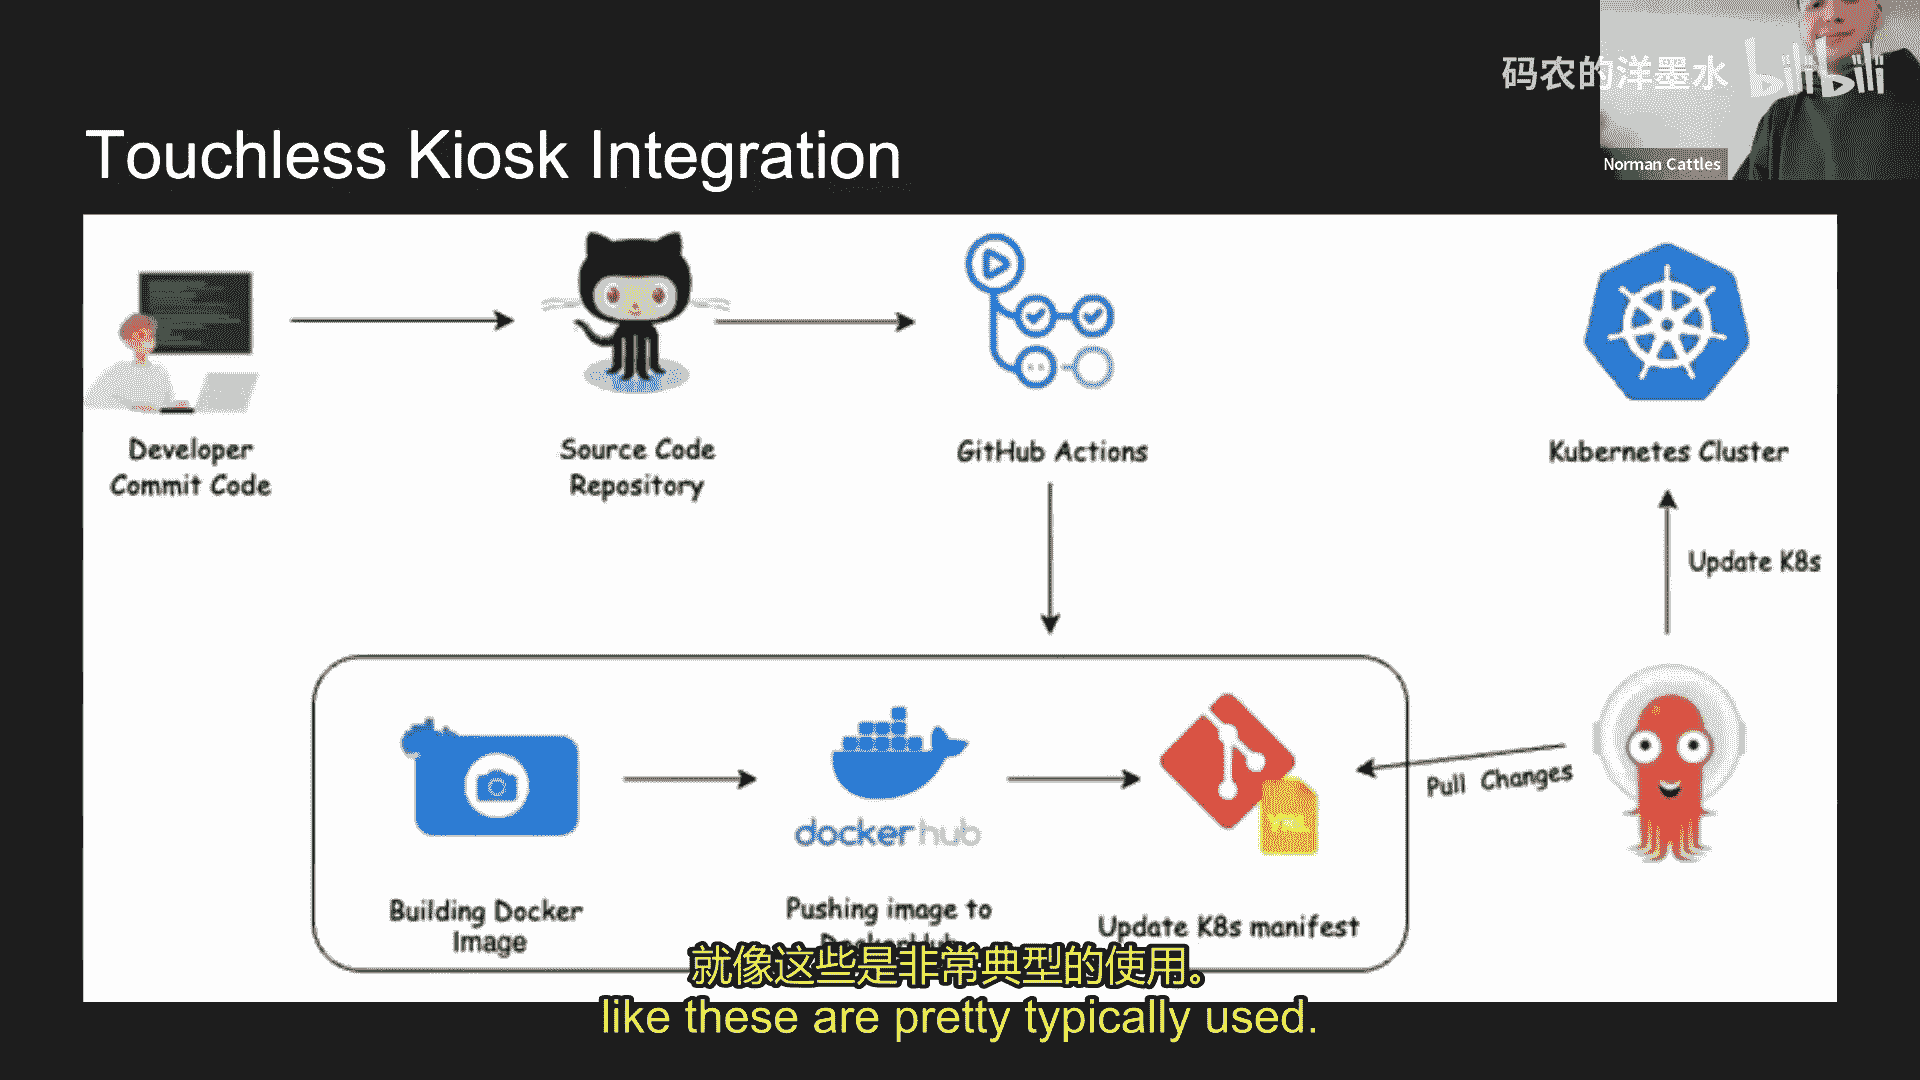 码农的洋墨水 bilibili
Norman Cattles
Touchless Kiosk Integration
Developer
Commit Code
Source Code
Repository
GitHub Actions
Kubernetes Cluster
Update K8s
Pull Changes
docker hub
Building Docker
Image
Pushing image to
DockerHub
Update K8s manifest
就像这些是非常典型的使用。
like these are pretty typically used.